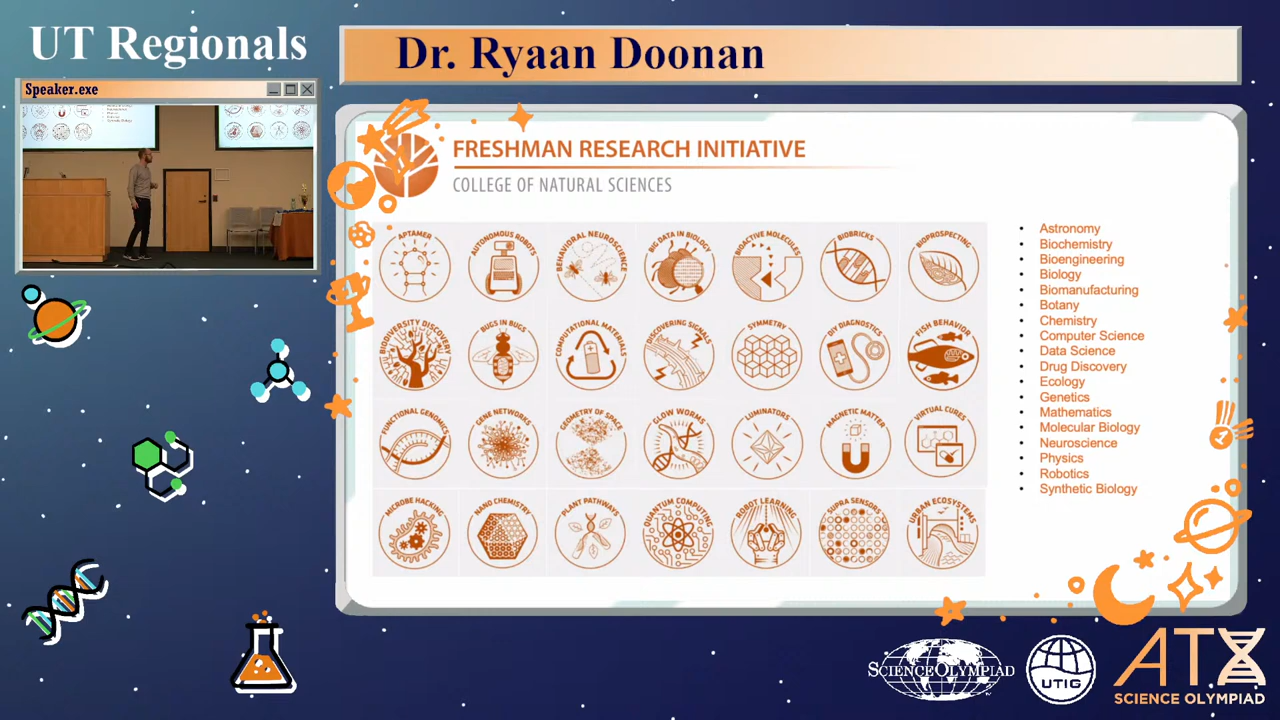 UT Regionals
Dr. Ryaan Doonan
Speaker.exe
FRESHMAN RESEARCH INITIATIVE
COLLEGE OF NATURAL SCIENCES
APTAMER
AUTONOMOUS ROBOTS
BEHAVIORAL NEUROSCIENCE
BIG DATA IN BIOLOGY
BIOACTIVE MOLECULES
BIOBRICKS
BIOPROSPECTING
BIODIVERSITY DISCOVERY
BUGS IN BUGS
COMPUTATIONAL MATERIALS
DISCOVERING SIGNALS
SYMMETRY
DIY DIAGNOSTICS
FISH BEHAVIOR
FUNCTIONAL GENOMICS
GENE NETWORKS
GEOMETRY OF SPACE
GLOW WORMS
LUMINATORS
MAGNETIC MATTER
VIRTUAL CURES
MICROBE HACKING
NANO CHEMISTRY
PLANT PATHWAYS
QUANTUM COMPUTING
ROBOT LEARNING
SUPRA SENSORS
URBAN ECOSYSTEMS
• Astronomy
• Biochemistry
• Bioengineering
• Biology
• Biomanufacturing
• Botany
• Chemistry
• Computer Science
• Data Science
• Drug Discovery
• Ecology
• Genetics
• Mathematics
• Molecular Biology
• Neuroscience
• Physics
• Robotics
• Synthetic Biology
1
SCIENCE OLYMPIAD
UTIG
ATX
SCIENCE OLYMPIAD